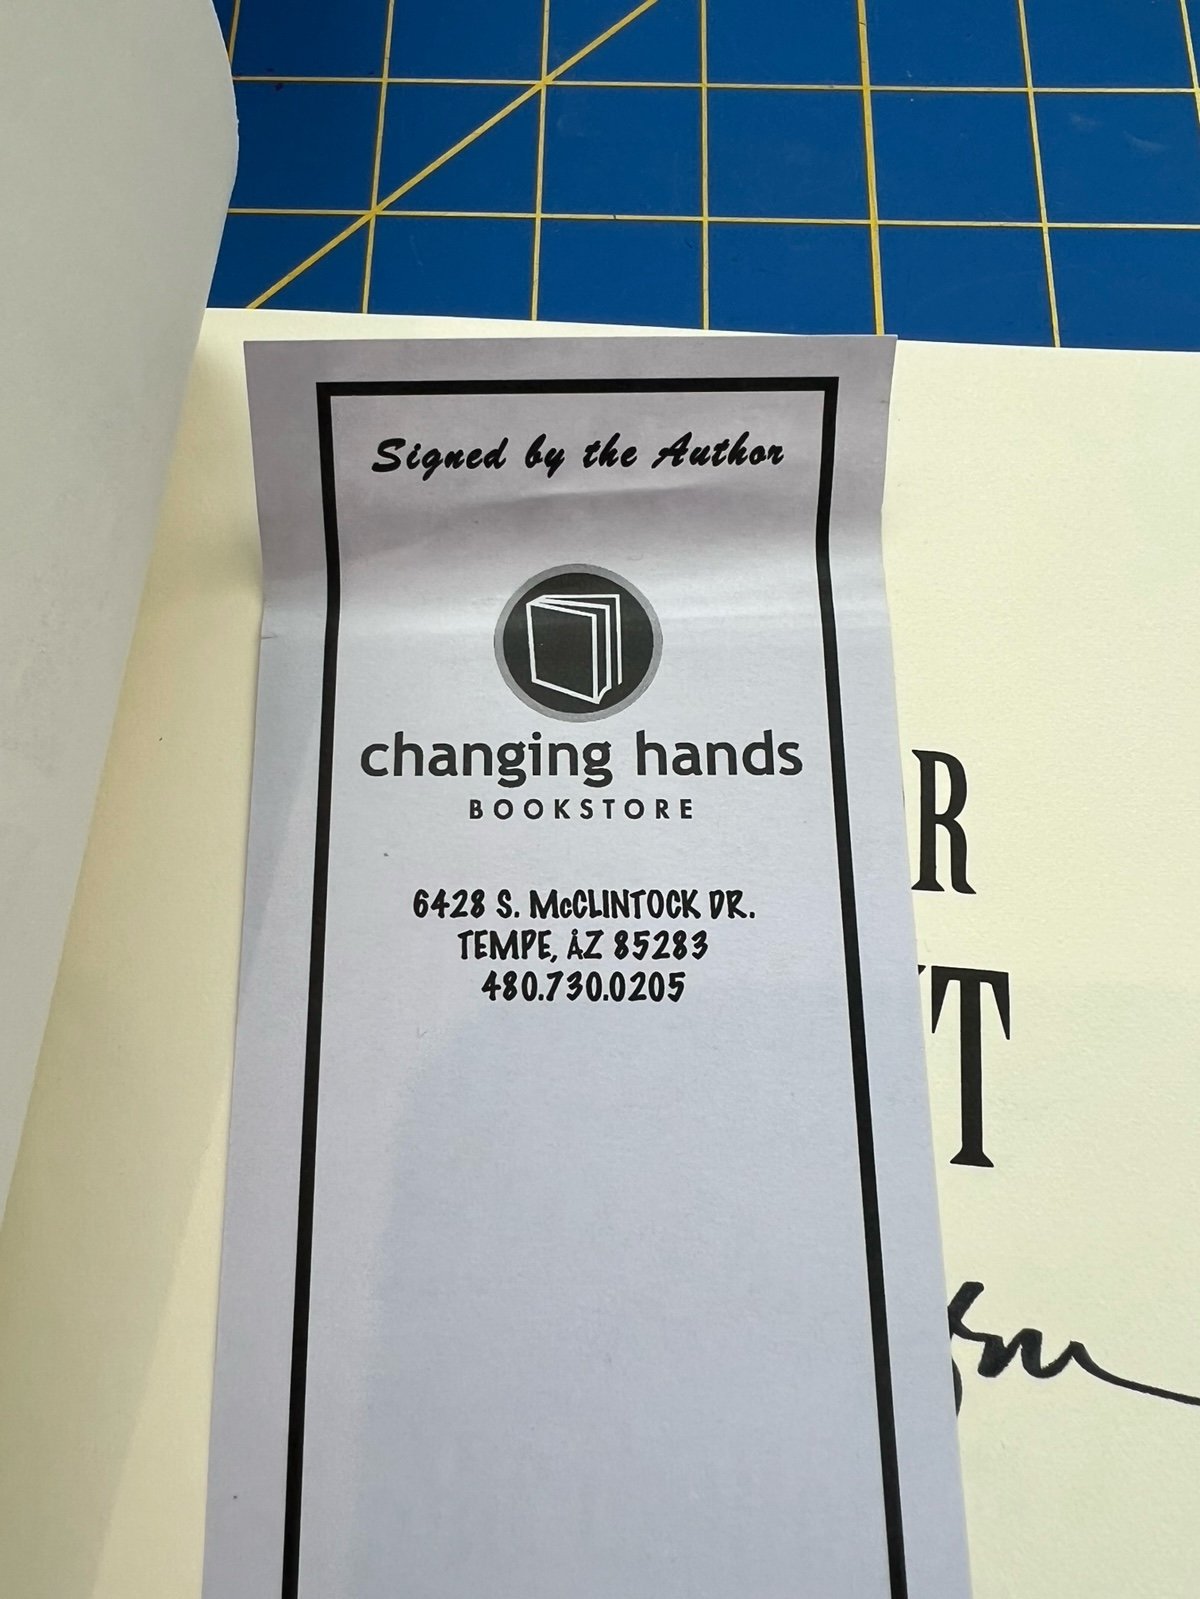 Signed by the Author
changing hands
BOOKSTORE
6428 S. McCLINTOCK DR.
TEMPE, AZ 85283
480.730.0205